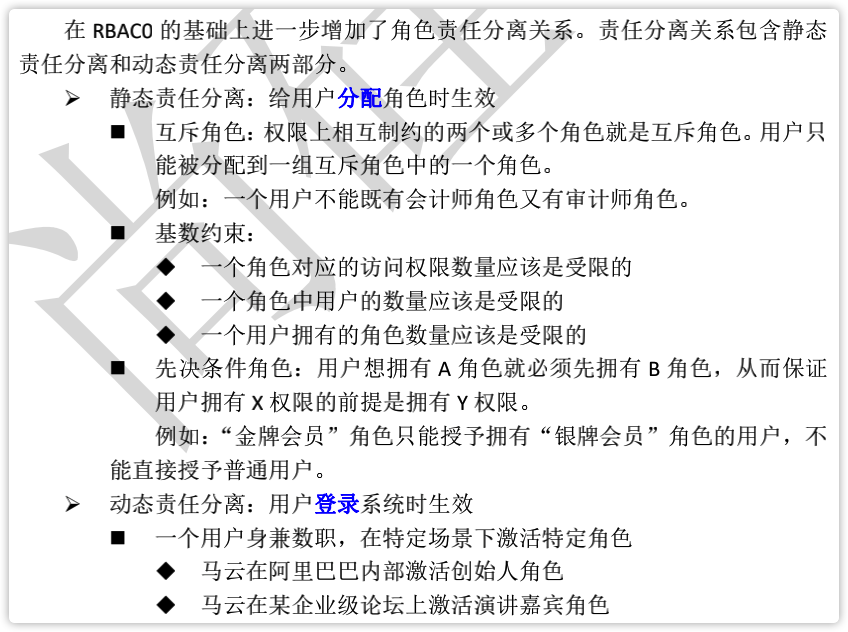 在 RBAC0 的基础上进一步增加了角色责任分离关系。责任分离关系包含静态
责任分离和动态责任分离两部分。
➢ 静态责任分离：给用户分配角色时生效
■ 互斥角色：权限上相互制约的两个或多个角色就是互斥角色。用户只
能被分配到一组互斥角色中的一个角色。
例如：一个用户不能既有会计师角色又有审计师角色。
■ 基数约束：
◆ 一个角色对应的访问权限数量应该是受限的
◆ 一个角色中用户的数量应该是受限的
◆ 一个用户拥有的角色数量应该是受限的
■ 先决条件角色：用户想拥有 A 角色就必须先拥有 B 角色，从而保证
用户拥有 X 权限的前提是拥有 Y 权限。
例如：“金牌会员”角色只能授予拥有“银牌会员”角色的用户，不
能直接授予普通用户。
➢ 动态责任分离：用户登录系统时生效
■ 一个用户身兼数职，在特定场景下激活特定角色
◆ 马云在阿里巴巴内部激活创始人角色
◆ 马云在某企业级论坛上激活演讲嘉宾角色